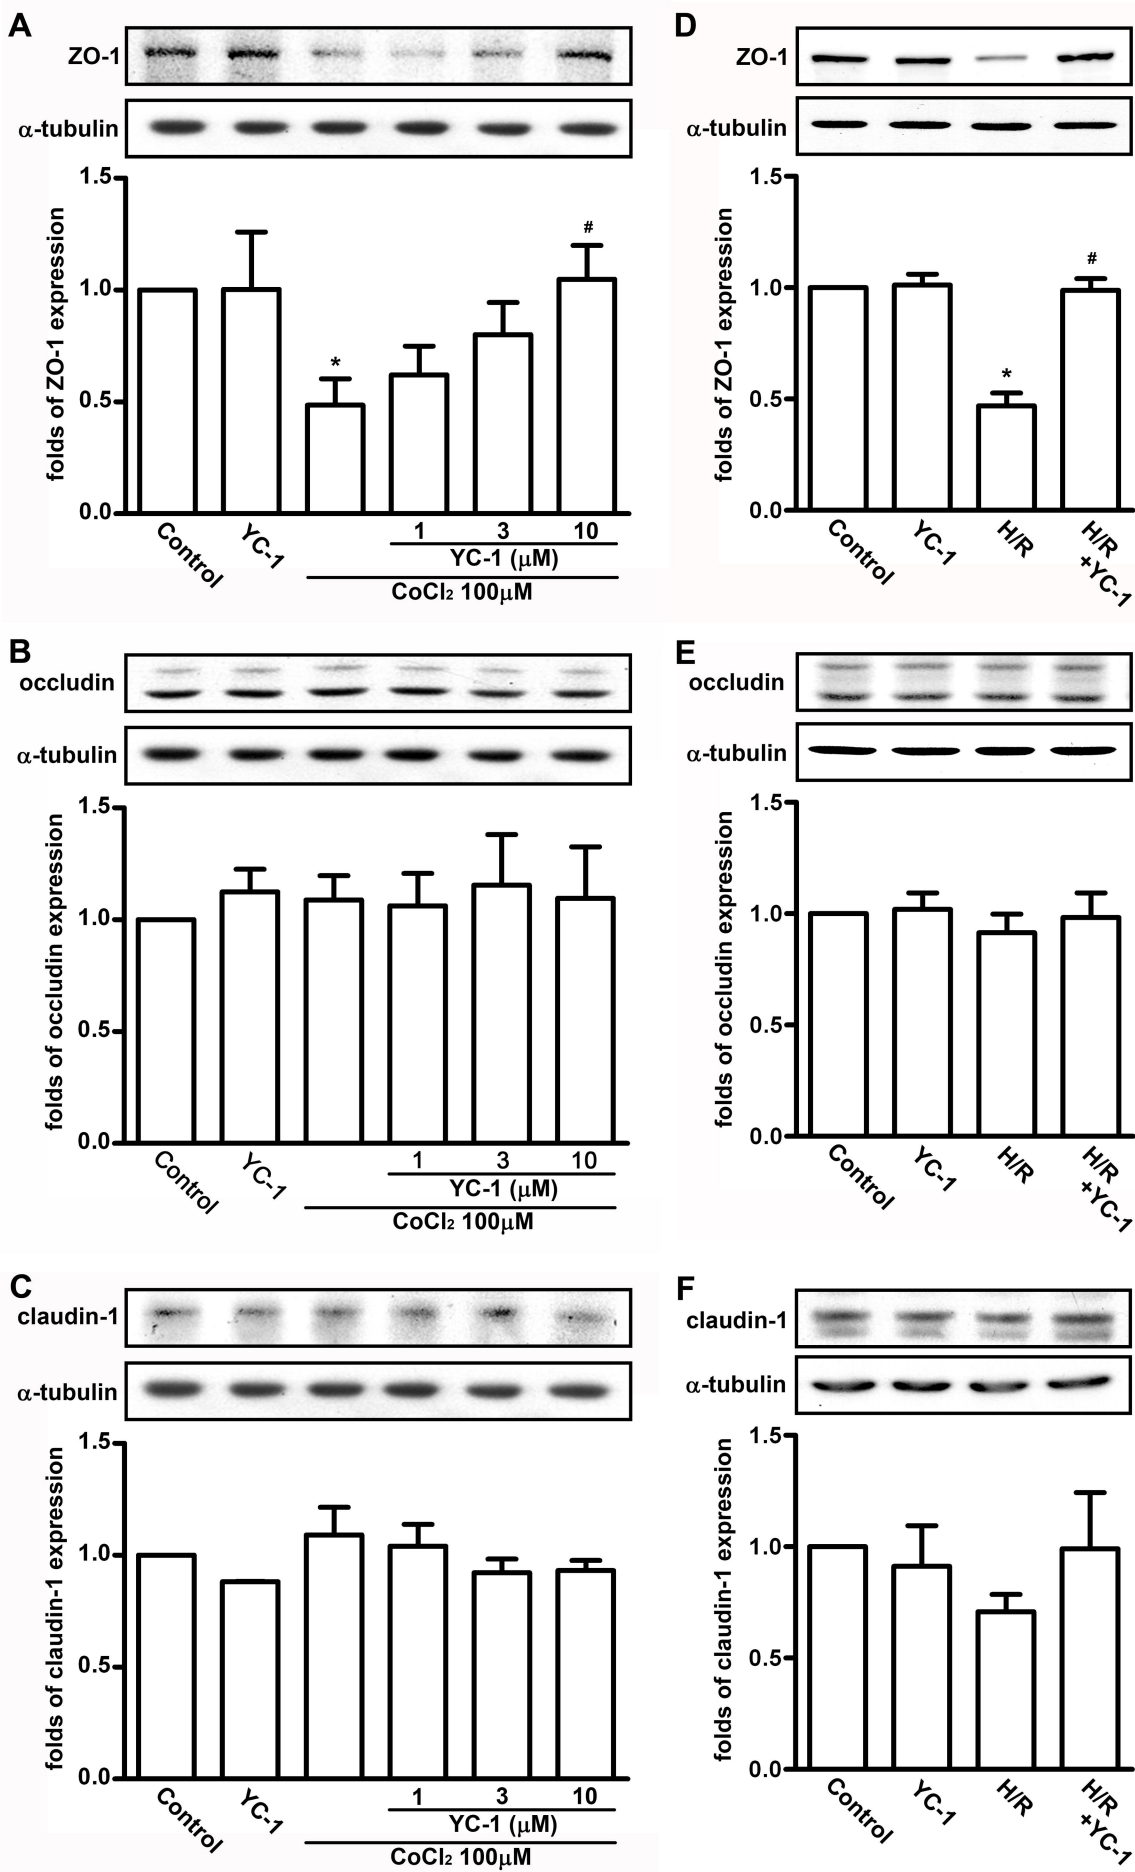 A
ZO-1
α-tubulin
folds of ZO-1 expression
1.5
1.0
0.5
0.0
*
#
Control
YC-1
1 3 10
YC-1 (μM)
CoCl₂ 100μM
D
ZO-1
α-tubulin
folds of ZO-1 expression
1.5
1.0
0.5
0.0
*
#
Control
YC-1
H/R
H/R
+YC-1
B
occludin
α-tubulin
folds of occludin expression
1.5
1.0
0.5
0.0
Control
YC-1
1 3 10
YC-1 (μM)
CoCl₂ 100μM
E
occludin
α-tubulin
folds of occludin expression
1.5
1.0
0.5
0.0
Control
YC-1
H/R
H/R
+YC-1
C
claudin-1
α-tubulin
folds of claudin-1 expression
1.5
1.0
0.5
0.0
Control
YC-1
1 3 10
YC-1 (μM)
CoCl₂ 100μM
F
claudin-1
α-tubulin
folds of claudin-1 expression
1.5
1.0
0.5
0.0
Control
YC-1
H/R
H/R
+YC-1